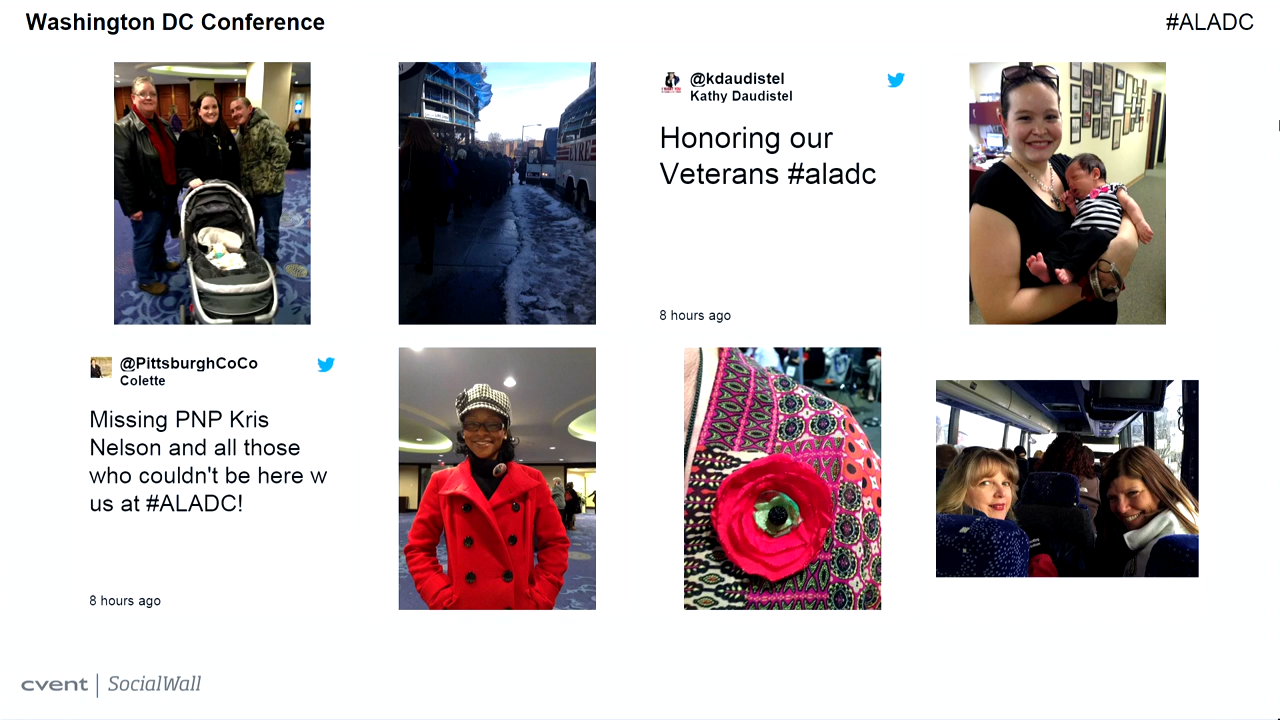 Washington DC Conference
#ALADC
@kdaudistel
Kathy Daudistel
Honoring our
Veterans #aladc
8 hours ago
@PittsburghCoCo
Colette
Missing PNP Kris
Nelson and all those
who couldn't be here w
us at #ALADC!
8 hours ago
cvent | SocialWall